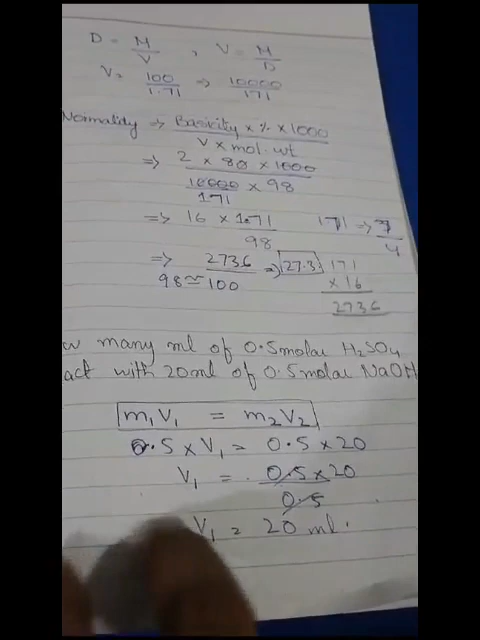 D = M/V , V = M/D
V = 100/1.71 => 10000/171
Normality => Basicity x % x 1000 / V x mol. wt
=> 2 x 80 x 1000 / 10000/171 x 98
=> 16 x 1.71 / 98
171 => 7/4
=> 2736 / 98≈100 => 27.3
171
x 16
2736
many ml of 0.5 molar H2SO4
act with 20 ml of 0.5 molar NaOH
m1V1 = m2V2
0.5 x V1 = 0.5 x 20
V1 = 0.5 x 20 / 0.5
V1 = 20 ml.